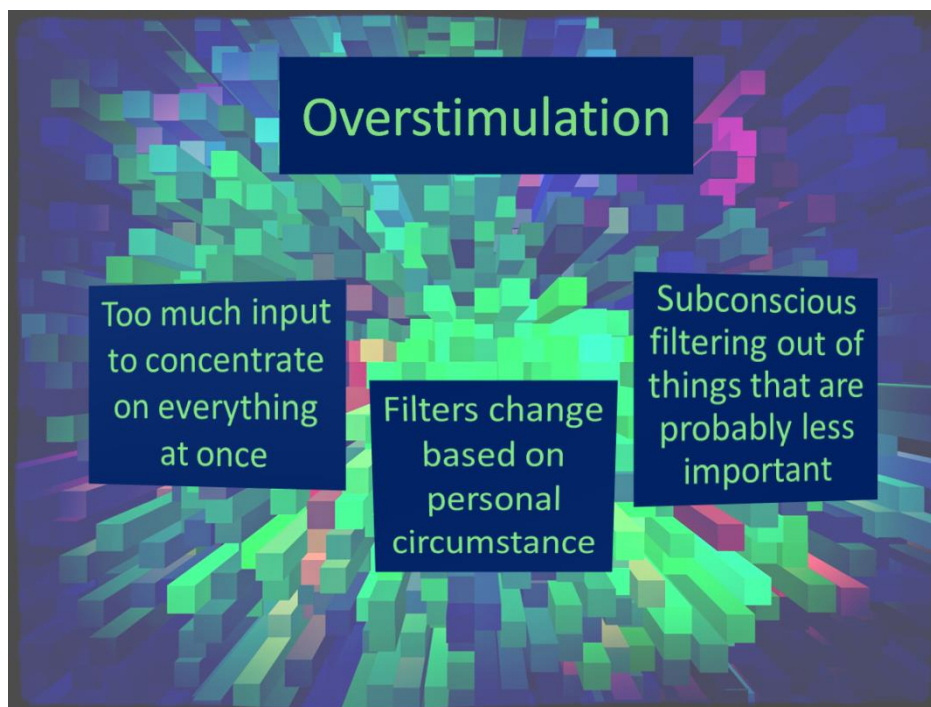 Overstimulation
Too much input
to concentrate
on everything
at once
Filters change
based on
personal
circumstance
Subconscious
filtering out of
things that are
probably less
important